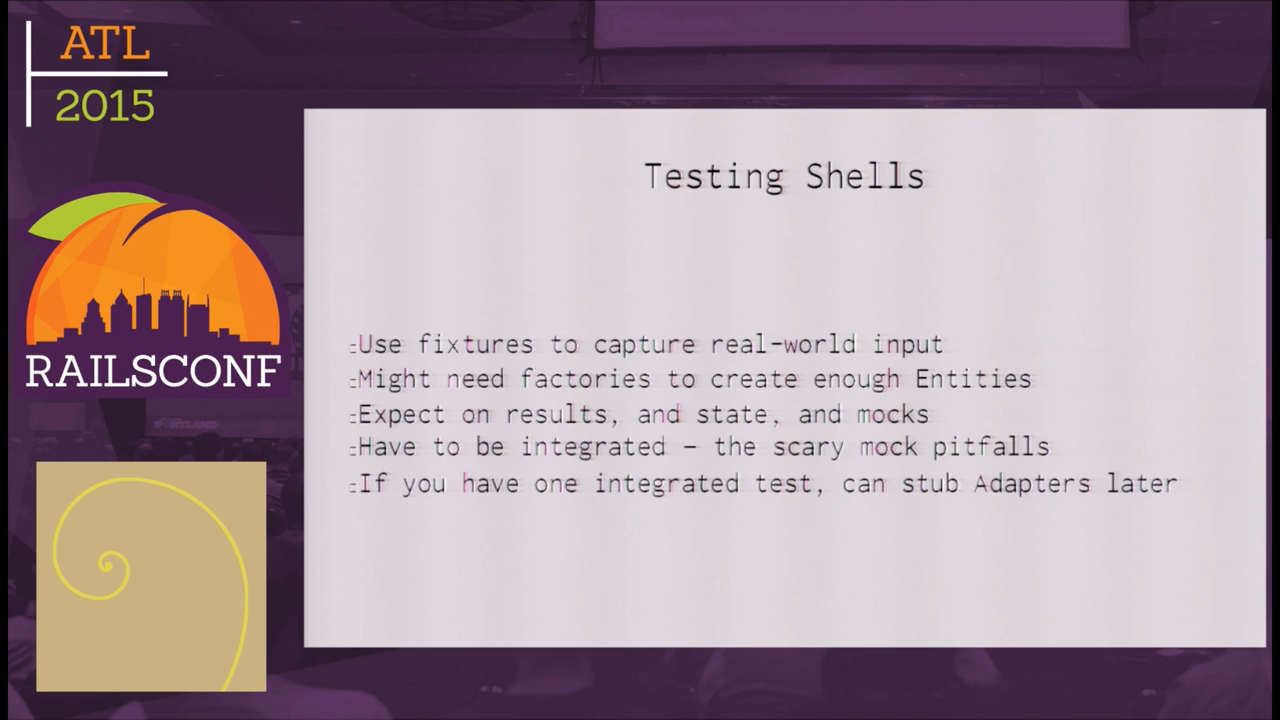 ATL
2015
RAILSCONF
PORTLAND
Testing Shells
-Use fixtures to capture real-world input
-Might need factories to create enough Entities
-Expect on results, and state, and mocks
-Have to be integrated – the scary mock pitfalls
-If you have one integrated test, can stub Adapters later